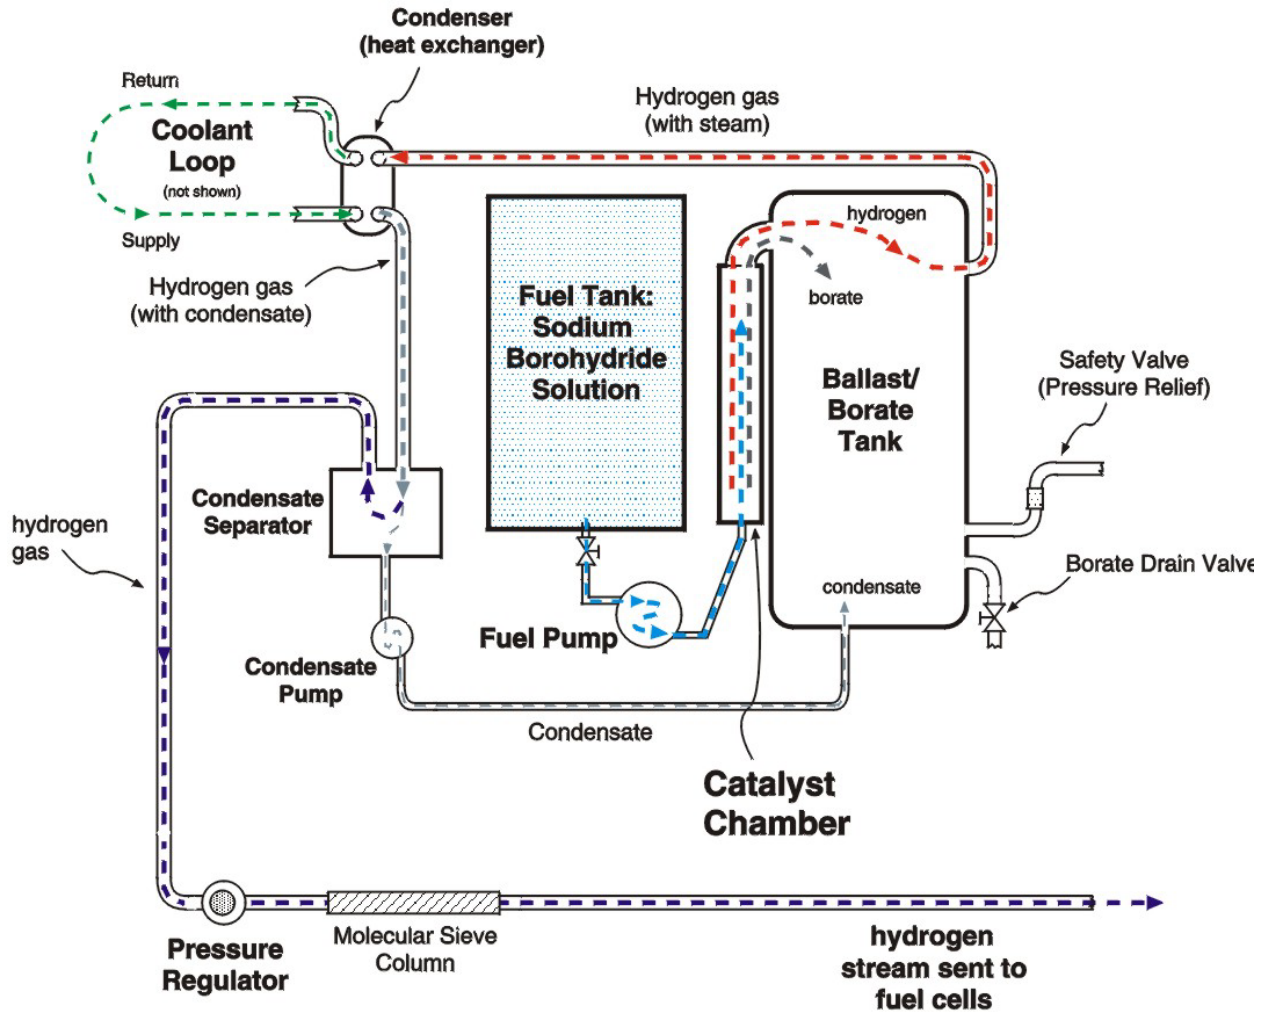 Condenser
(heat exchanger)
Return
Coolant
Loop
(not shown)
Supply
Hydrogen gas
(with steam)
Hydrogen gas
(with condensate)
Fuel Tank:
Sodium
Borohydride
Solution
hydrogen
borate
Ballast/
Borate
Tank
Safety Valve
(Pressure Relief)
Condensate
Separator
hydrogen
gas
Borate Drain Valve
condensate
Fuel Pump
Condensate
Pump
Condensate
Catalyst
Chamber
Pressure
Regulator
Molecular Sieve
Column
hydrogen
stream sent to
fuel cells